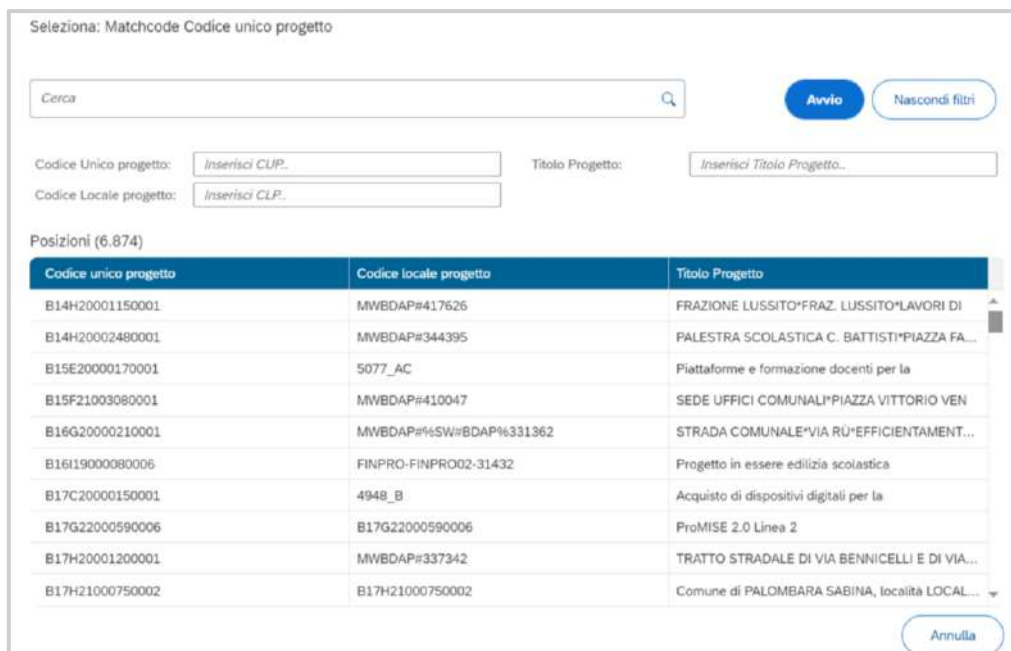 Seleziona: Matchcode Codice unico progetto
Cerca
Avvio
Nascondi filtri
Codice Unico progetto: Inserisci CUP.. Titolo Progetto: Inserisci Titolo Progetto..
Codice Locale progetto: Inserisci CLP..
Posizioni (6.874)
Codice unico progetto Codice locale progetto Titolo Progetto
B14H20001150001 MWBDAP#417626 FRAZIONE LUSSITO*FRAZ. LUSSITO*LAVORI DI
B14H20002480001 MWBDAP#344395 PALESTRA SCOLASTICA C. BATTISTI*PIAZZA FA...
B15E20000170001 5077_AC Piattaforme e formazione docenti per la
B15F21003080001 MWBDAP#410047 SEDE UFFICI COMUNALI*PIAZZA VITTORIO VEN
B16G20000210001 MWBDAP#%SW#BDAP%331362 STRADA COMUNALE*VIA RÙ*EFFICIENTAMENT...
B16I19000080006 FINPRO-FINPRO02-31432 Progetto in essere edilizia scolastica
B17C20000150001 4948_B Acquisto di dispositivi digitali per la
B17G22000590006 B17G22000590006 ProMISE 2.0 Linea 2
B17H20001200001 MWBDAP#337342 TRATTO STRADALE DI VIA BENNICELLI E DI VIA...
B17H21000750002 B17H21000750002 Comune di PALOMBARA SABINA, località LOCAL...
Annulla